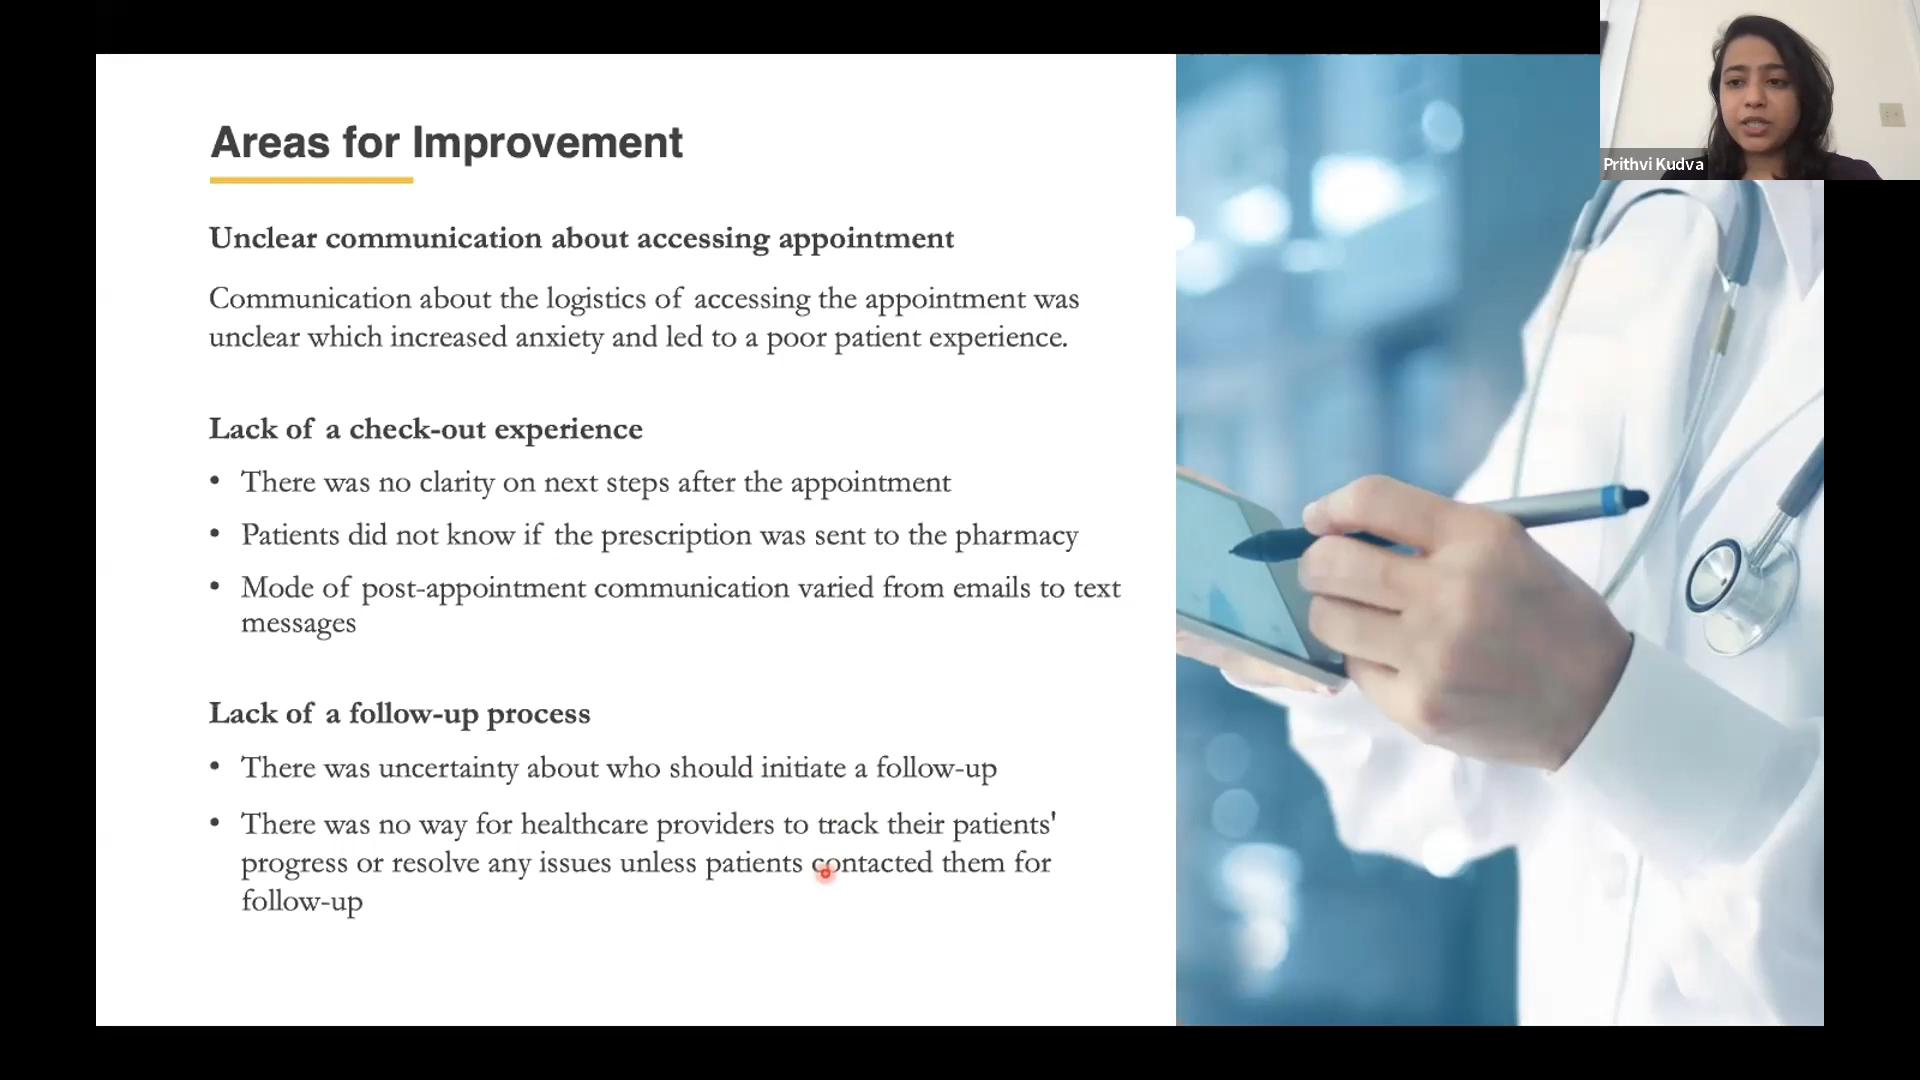 Areas for Improvement
Prithvi Kudva
Unclear communication about accessing appointment
Communication about the logistics of accessing the appointment was
unclear which increased anxiety and led to a poor patient experience.
Lack of a check-out experience
• There was no clarity on next steps after the appointment
• Patients did not know if the prescription was sent to the pharmacy
• Mode of post-appointment communication varied from emails to text
messages
Lack of a follow-up process
• There was uncertainty about who should initiate a follow-up
• There was no way for healthcare providers to track their patients'
progress or resolve any issues unless patients contacted them for
follow-up